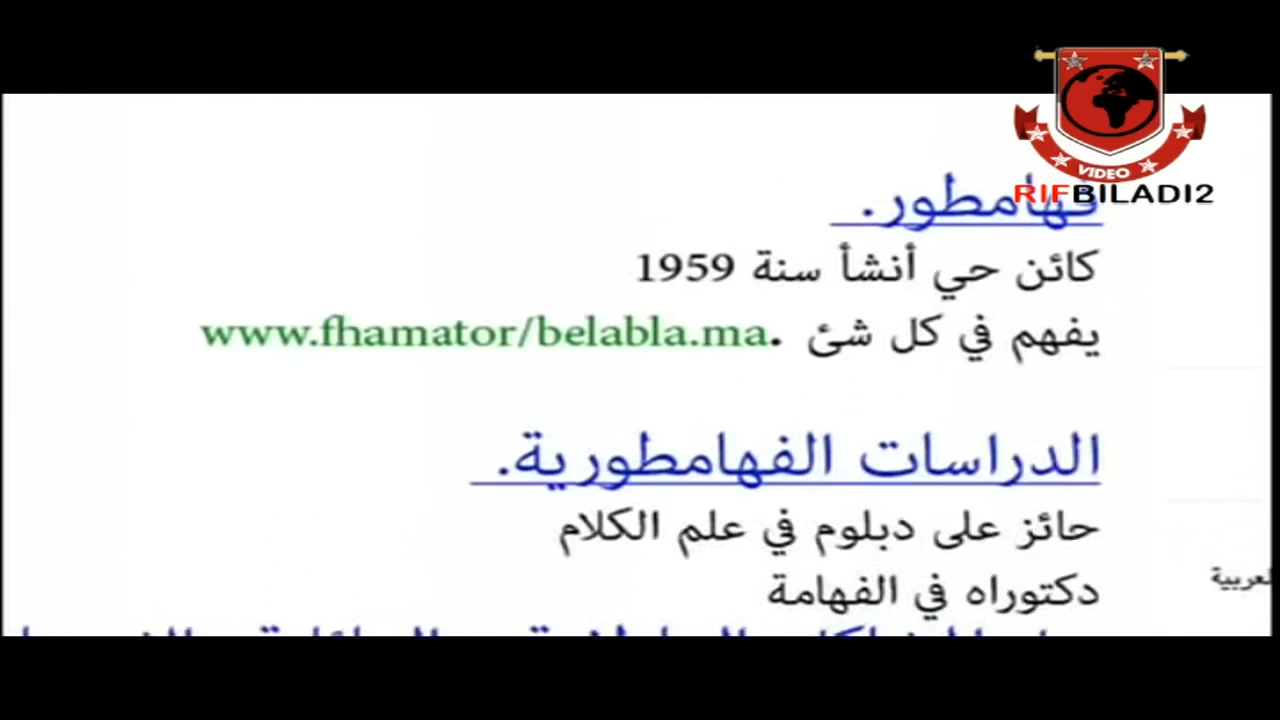 VIDEO
RIFBILADI2
فهامطور.
كائن حي أنشأ سنة 1959
يفهم في كل شئ .www.fhamator/belabla.ma
الدراسات الفهامطورية.
حائز على دبلوم في علم الكلام
دكتوراه في الفهامة
لعربية